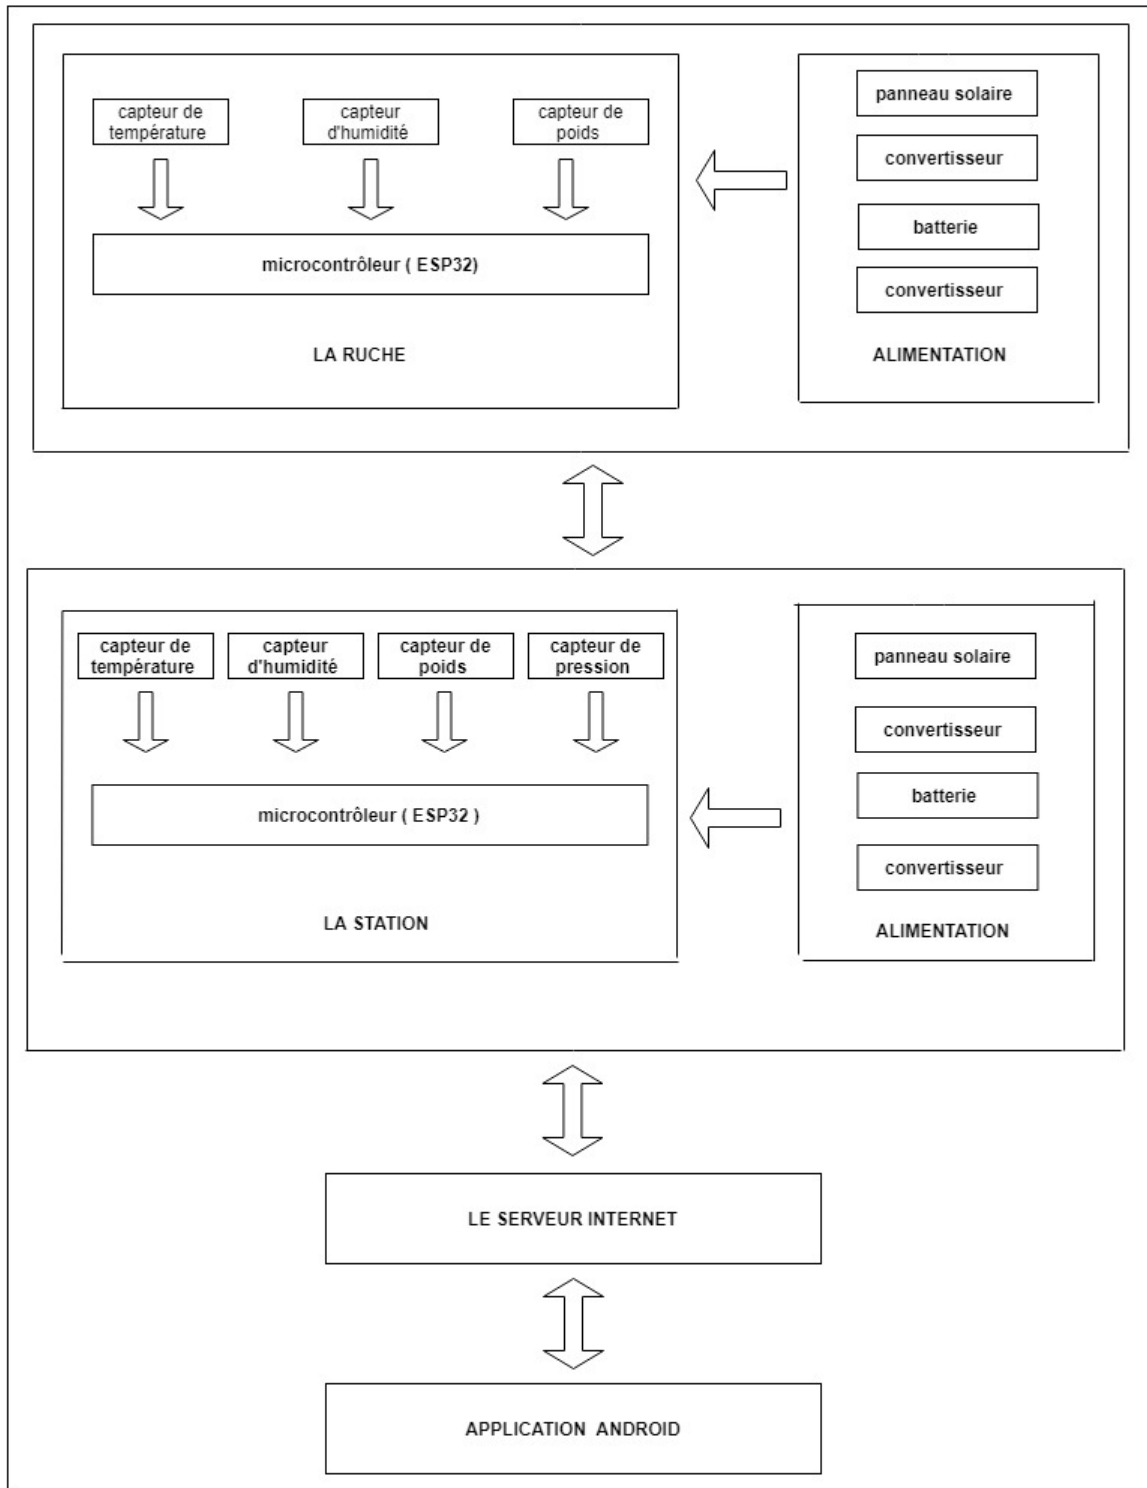 capteur de
température
capteur
d'humidité
capteur de
poids
microcontrôleur ( ESP32)
LA RUCHE
panneau solaire
convertisseur
batterie
convertisseur
ALIMENTATION
capteur de
température
capteur
d'humidité
capteur de
poids
capteur de
pression
microcontrôleur ( ESP32 )
LA STATION
panneau solaire
convertisseur
batterie
convertisseur
ALIMENTATION
LE SERVEUR INTERNET
APPLICATION ANDROID